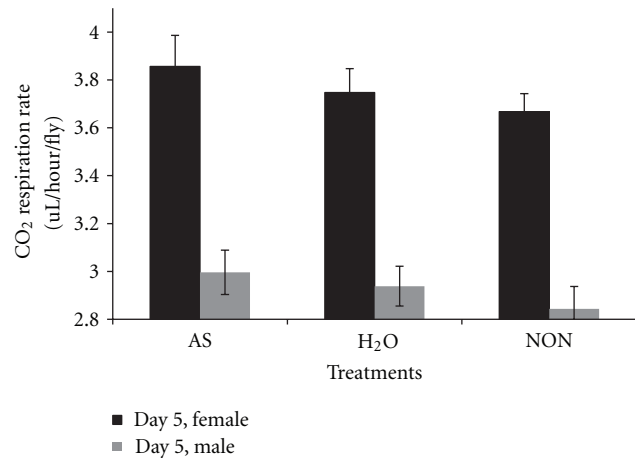 CO₂ respiration rate
(uL/hour/fly)
4
3.8
3.6
3.4
3.2
3
2.8
AS
H₂O
NON
Treatments
Day 5, female
Day 5, male